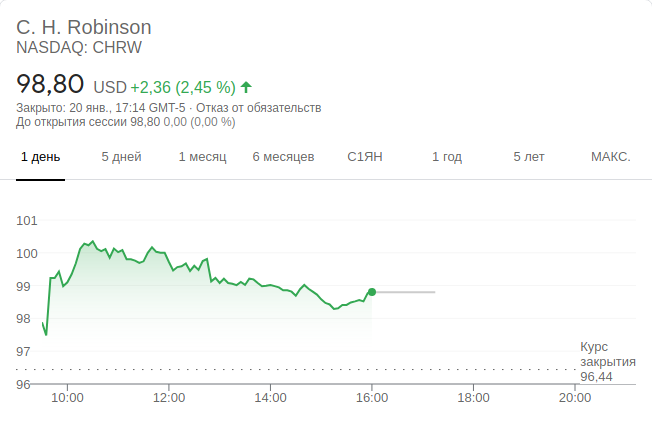 C. H. Robinson
NASDAQ: CHRW
98,80 USD +2,36 (2,45 %)
Закрыто: 20 янв., 17:14 GMT-5 · Отказ от обязательств
До открытия сессии 98,80 0,00 (0,00 %)
1 день 5 дней 1 месяц 6 месяцев С1ЯН 1 год 5 лет МАКС.
101
100
99
98
97
Курс
закрытия
96,44
96
10:00 12:00 14:00 16:00 18:00 20:00